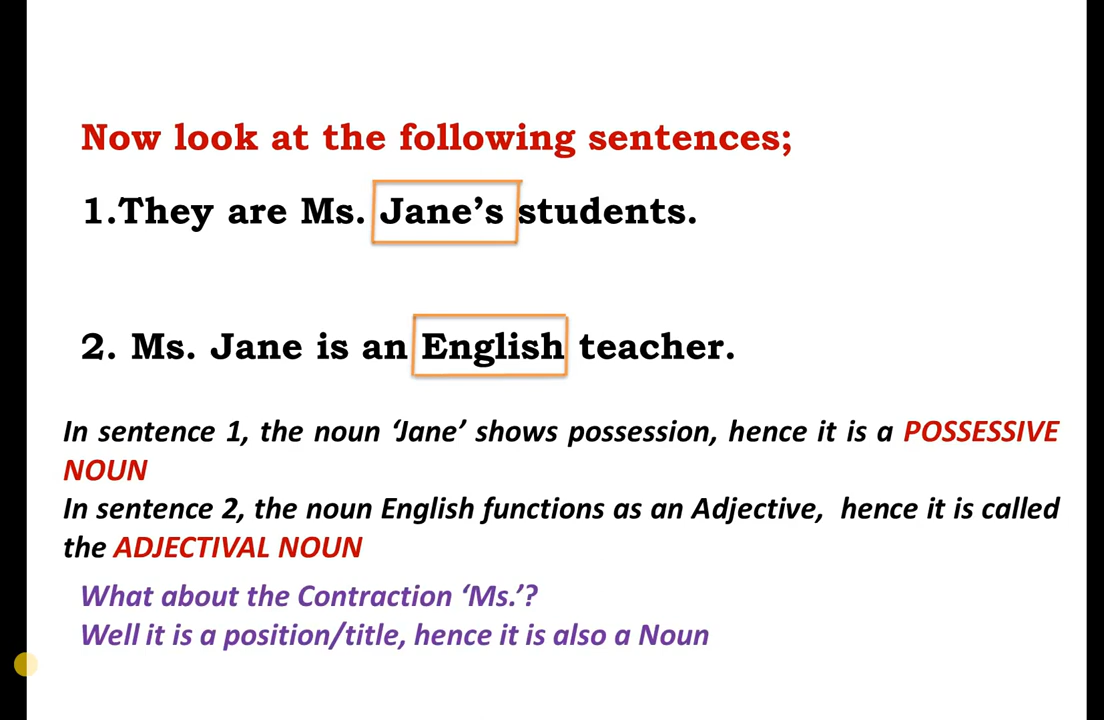 Now look at the following sentences;
1.They are Ms. Jane’s students.
2. Ms. Jane is an English teacher.
In sentence 1, the noun ‘Jane’ shows possession, hence it is a POSSESSIVE
NOUN
In sentence 2, the noun English functions as an Adjective, hence it is called
the ADJECTIVAL NOUN
What about the Contraction ‘Ms.’?
Well it is a position/title, hence it is also a Noun